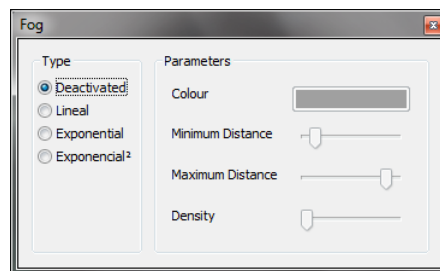 Fog
Type
Deactivated
Lineal
Exponential
Exponencial²
Parameters
Colour
Minimum Distance
Maximum Distance
Density